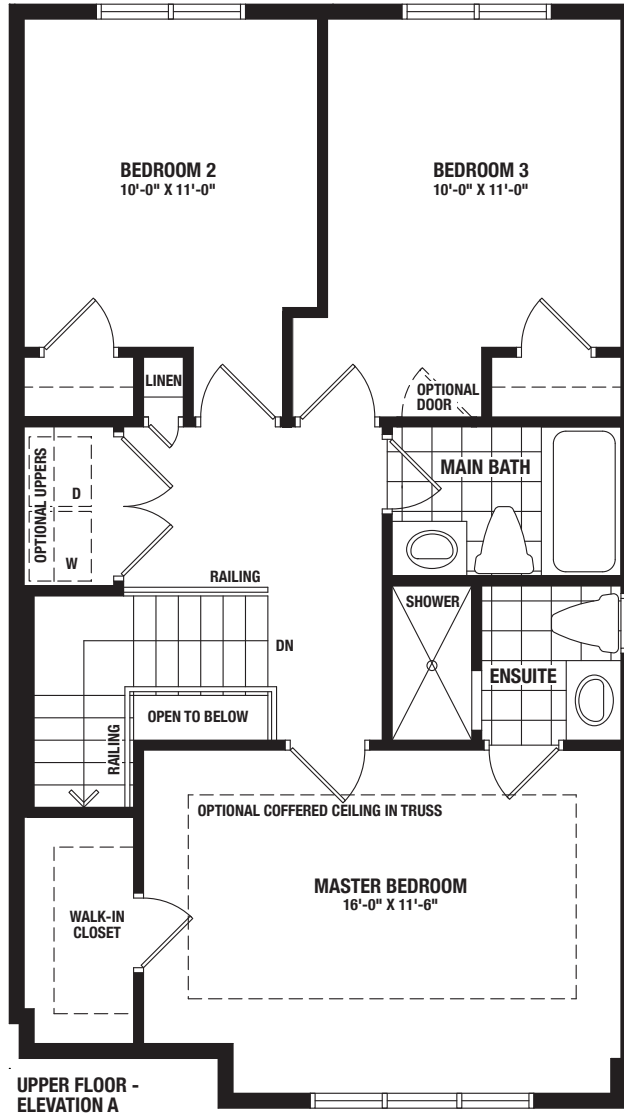 BEDROOM 2
10'-0" X 11'-0"
BEDROOM 3
10'-0" X 11'-0"
LINEN
OPTIONAL
DOOR
OPTIONAL UPPERS
D
W
MAIN BATH
RAILING
SHOWER
DN
ENSUITE
OPEN TO BELOW
RAILING
OPTIONAL COFFERED CEILING IN TRUSS
MASTER BEDROOM
16'-0" X 11'-6"
WALK-IN
CLOSET
UPPER FLOOR -
ELEVATION A